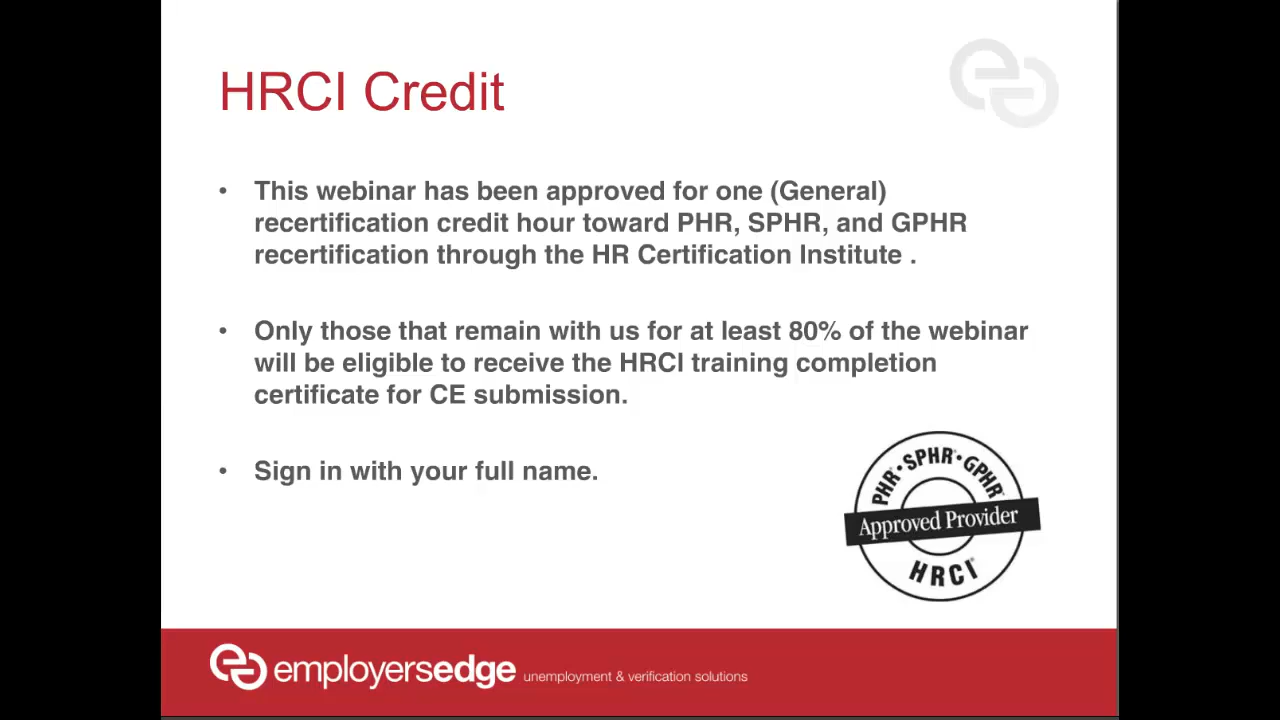 HRCI Credit
• This webinar has been approved for one (General)
recertification credit hour toward PHR, SPHR, and GPHR
recertification through the HR Certification Institute .
• Only those that remain with us for at least 80% of the webinar
will be eligible to receive the HRCI training completion
certificate for CE submission.
• Sign in with your full name.
PHR® • SPHR® • GPHR™
Approved Provider
HRCI®
employersedge unemployment & verification solutions